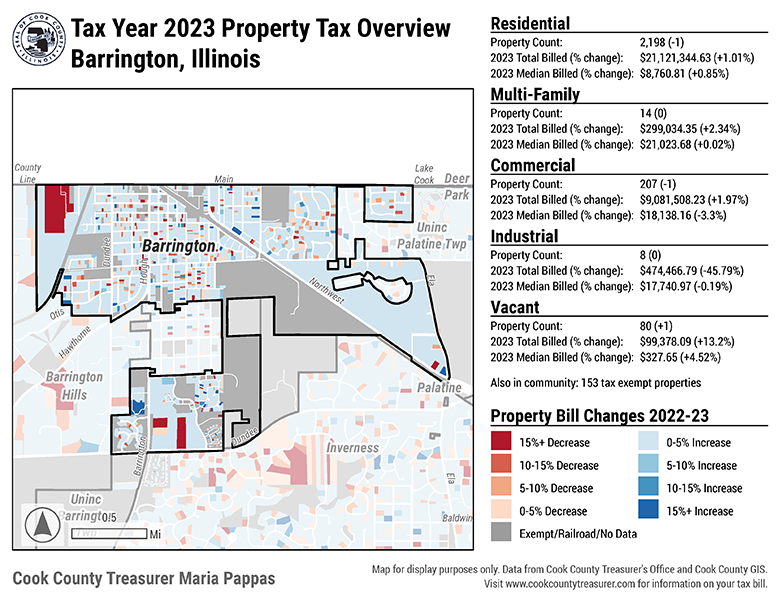 SEAL OF COOK COUNTY
ILLINOIS
Tax Year 2023 Property Tax Overview
Barrington, Illinois
Residential
Property Count: 2,198 (-1)
2023 Total Billed (% change): $21,121,344.63 (+1.01%)
2023 Median Billed (% change): $8,760.81 (+0.85%)
Multi-Family
Property Count: 14 (0)
2023 Total Billed (% change): $299,034.35 (+2.34%)
2023 Median Billed (% change): $21,023.68 (+0.02%)
Commercial
Property Count: 207 (-1)
2023 Total Billed (% change): $9,081,508.23 (+1.97%)
2023 Median Billed (% change): $18,138.16 (-3.3%)
Industrial
Property Count: 8 (0)
2023 Total Billed (% change): $474,466.79 (-45.79%)
2023 Median Billed (% change): $17,740.97 (-0.19%)
Vacant
Property Count: 80 (+1)
2023 Total Billed (% change): $99,378.09 (+13.2%)
2023 Median Billed (% change): $327.65 (+4.52%)
Also in community: 153 tax exempt properties
Property Bill Changes 2022-23
15%+ Decrease
10-15% Decrease
5-10% Decrease
0-5% Decrease
Exempt/Railroad/No Data
0-5% Increase
5-10% Increase
10-15% Increase
15%+ Increase
County
Line
Main
Lake
Cook
Deer
Park
Uninc
Palatine Twp
Dundee
Barrington
Hough
Northwest
Ela
Otis
Hawthorne
Barrington
Hills
Palatine
Barrington
Dundee
Inverness
Ela
Uninc
Barrington
Twp
0.5
Mi
Baldwin
Cook County Treasurer Maria Pappas
Map for display purposes only. Data from Cook County Treasurer's Office and Cook County GIS.
Visit www.cookcountytreasurer.com for information on your tax bill.